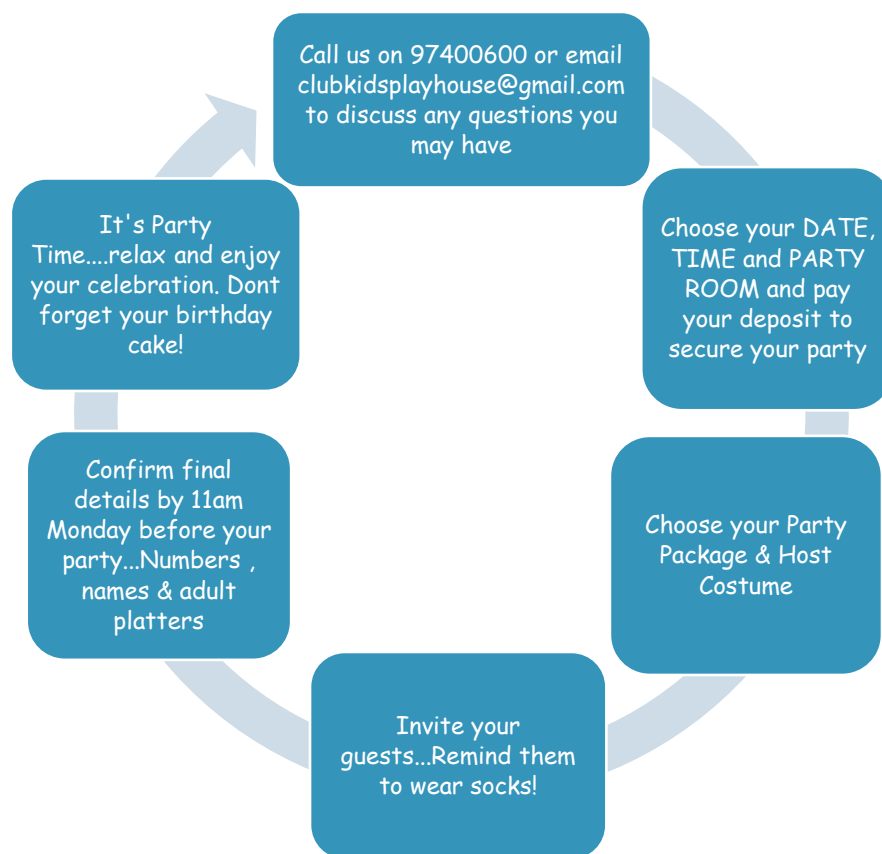 Call us on 97400600 or email
clubkidsplayhouse@gmail.com
to discuss any questions you
may have
Choose your DATE,
TIME and PARTY
ROOM and pay
your deposit to
secure your party
Choose your Party
Package & Host
Costume
Invite your
guests...Remind them
to wear socks!
Confirm final
details by 11am
Monday before your
party...Numbers ,
names & adult
platters
It's Party
Time....relax and enjoy
your celebration. Dont
forget your birthday
cake!